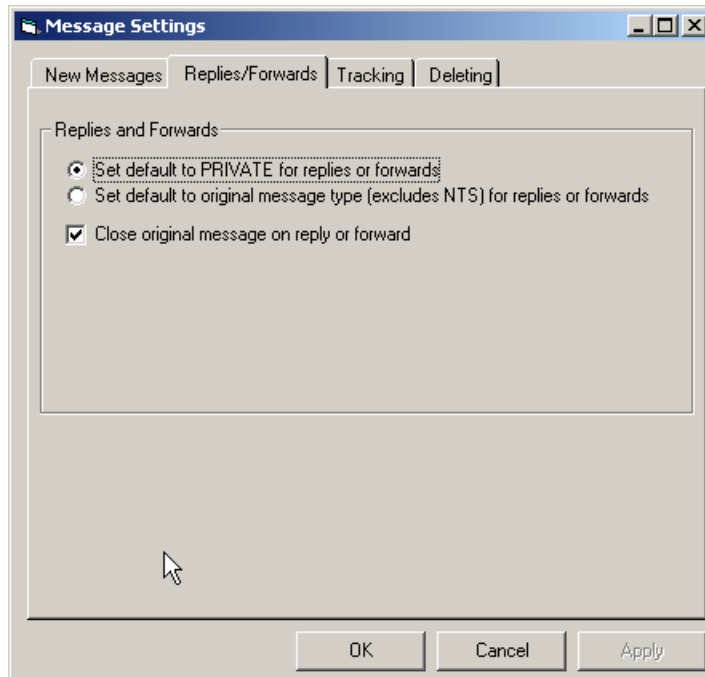 Message Settings
New Messages
Replies/Forwards
Tracking
Deleting
Replies and Forwards
Set default to PRIVATE for replies or forwards
Set default to original message type (excludes NTS) for replies or forwards
Close original message on reply or forward
OK
Cancel
Apply